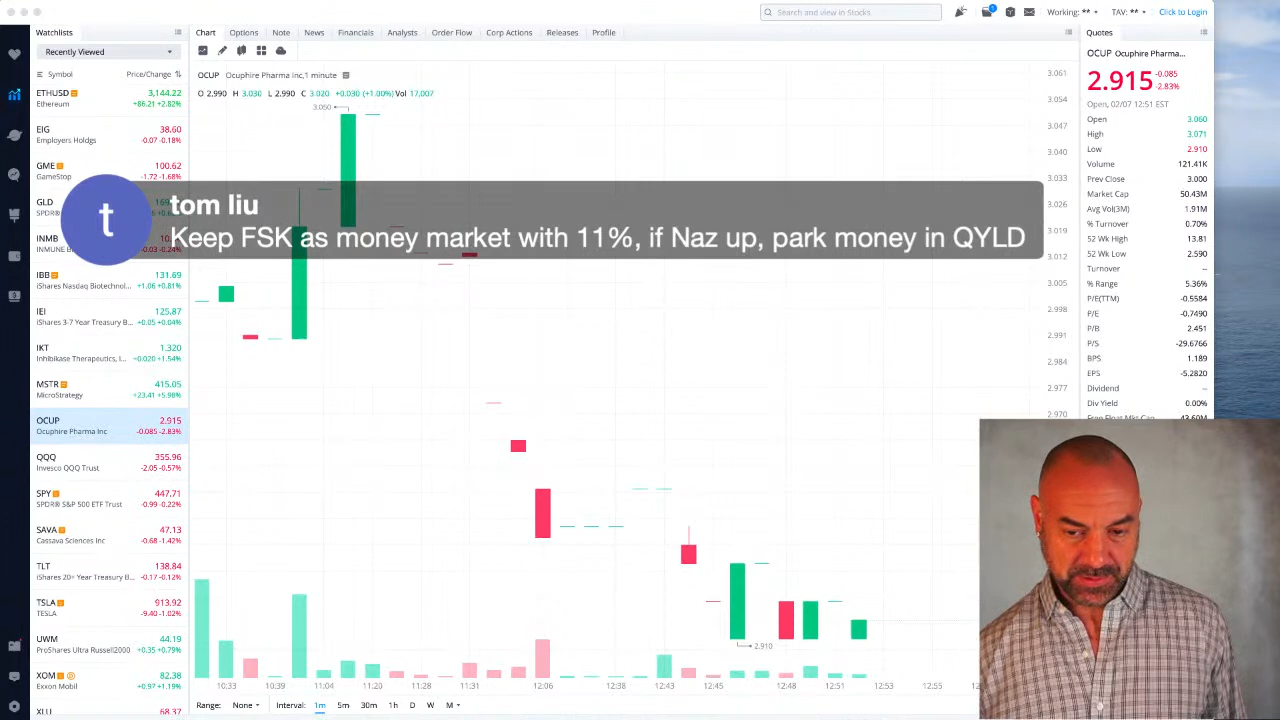 Search and view in Stocks
1
Working: **
TAV: **
Click to Login
Watchlists
Chart
Options
Note
News
Financials
Analysts
Order Flow
Corp Actions
Releases
Profile
Quotes
Recently Viewed
Symbol
Price/Change
ETHUSD
3,144.22
Ethereum
+86.21 +2.82%
EIG
38.60
Employers Holdgs
-0.07 -0.18%
GME
100.62
GameStop
-1.72 -1.68%
GLD
INMB
IBB
131.69
iShares Nasdaq Biotechnol...
+1.06 +0.81%
IEI
125.87
iShares 3-7 Year Treasury B...
+0.05 +0.04%
IKT
1.320
Inhibikase Therapeutics, I...
+0.020 +1.54%
MSTR
415.05
MicroStrategy
+23.41 +5.98%
OCUP
2.915
Ocuphire Pharma Inc
-0.085 -2.83%
QQQ
355.96
Invesco QQQ Trust
-2.05 -0.57%
SPY
447.71
SPDR® S&P 500 ETF Trust
-0.99 -0.22%
SAVA
47.13
Cassava Sciences Inc
-0.68 -1.42%
TLT
138.84
iShares 20+ Year Treasury B...
-0.17 -0.12%
TSLA
913.92
TESLA
-9.40 -1.02%
UWM
44.19
ProShares Ultra Russell2000
+0.35 +0.79%
XOM
82.38
Exxon Mobil
+0.97 +1.19%
XLU
68.37
OCUP Ocuphire Pharma Inc,1 minute
O 2.990 H 3.030 L 2.990 C 3.020 +0.030 (+1.00%) Vol 17,007
3.050
t
tom liu
Keep FSK as money market with 11%, if Naz up, park money in QYLD
2.910
3.061
3.054
3.047
3.040
3.033
3.026
3.019
3.012
3.005
2.998
2.991
2.984
2.977
2.970
10:33
10:39
11:04
11:20
11:31
12:06
12:38
12:43
12:45
12:48
12:51
12:53
12:55
Range: None
Interval: 1m 5m 30m 1h D W M
OCUP Ocuphire Pharma...
2.915
-0.085
-2.83%
Open, 02/07 12:51 EST
Open 3.060
High 3.071
Low 2.910
Volume 121.41K
Prev Close 3.000
Market Cap 50.43M
Avg Vol(3M) 1.91M
% Turnover 0.70%
52 Wk High 13.81
52 Wk Low 2.590
Turnover --
% Range 5.36%
P/E(TTM) -0.5584
P/E -0.7490
P/B 2.451
P/S -29.6766
BPS 1.189
EPS -5.2820
Dividend --
Div Yield 0.00%
Free Float Mkt Cap 43.60M